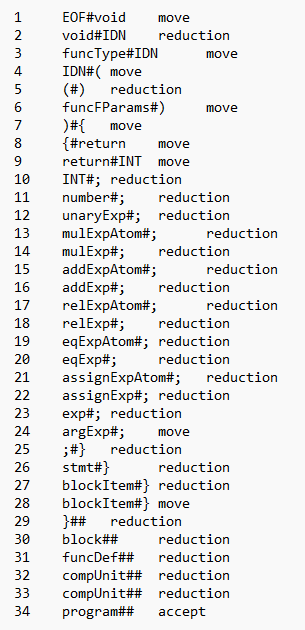 1 EOF#void move
2 void#IDN reduction
3 funcType#IDN move
4 IDN#( move
5 (#) reduction
6 funcFParams#) move
7 )#{ move
8 {#return move
9 return#INT move
10 INT#; reduction
11 number#; reduction
12 unaryExp#; reduction
13 mulExpAtom#; reduction
14 mulExp#; reduction
15 addExpAtom#; reduction
16 addExp#; reduction
17 relExpAtom#; reduction
18 relExp#; reduction
19 eqExpAtom#; reduction
20 eqExp#; reduction
21 assignExpAtom#; reduction
22 assignExp#; reduction
23 exp#; reduction
24 argExp#; move
25 ;#} reduction
26 stmt#} reduction
27 blockItem#} reduction
28 blockItem#} move
29 }## reduction
30 block## reduction
31 funcDef## reduction
32 compUnit## reduction
33 compUnit## reduction
34 program## accept